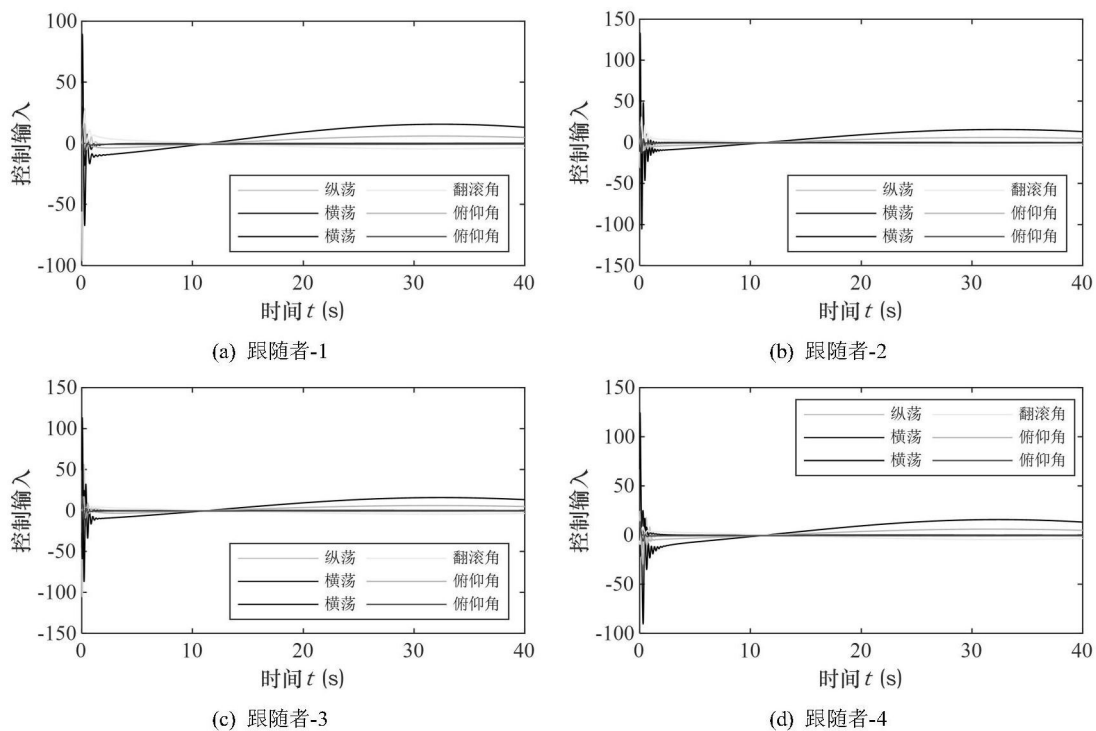 100
50
0
-50
-100
控制输入
纵荡 翻滚角
横荡 俯仰角
横荡 俯仰角
0 10 20 30 40
时间 t (s)
(a) 跟随者-1
150
100
50
0
-50
-100
-150
控制输入
纵荡 翻滚角
横荡 俯仰角
横荡 俯仰角
0 10 20 30 40
时间 t (s)
(b) 跟随者-2
150
100
50
0
-50
-100
-150
控制输入
纵荡 翻滚角
横荡 俯仰角
横荡 俯仰角
0 10 20 30 40
时间 t (s)
(c) 跟随者-3
150
100
50
0
-50
-100
控制输入
纵荡 翻滚角
横荡 俯仰角
横荡 俯仰角
0 10 20 30 40
时间 t (s)
(d) 跟随者-4